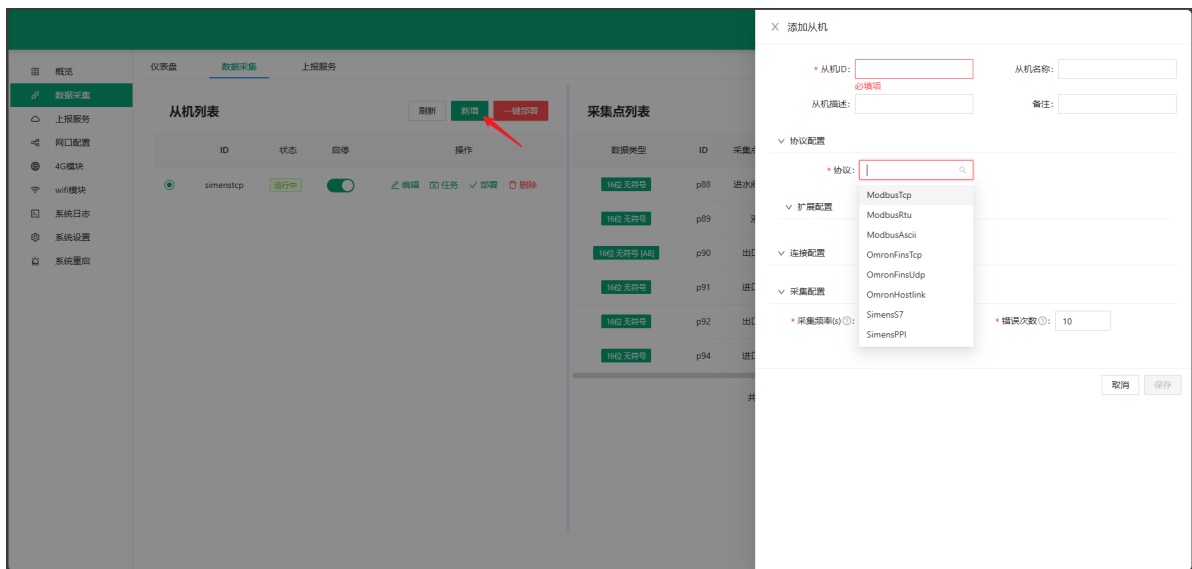 添加从机
概览
数据采集
上报服务
网口配置
4G模块
wifi模块
系统日志
系统设置
系统重启
仪表盘 数据采集 上报服务
从机列表 刷新 新增 一键部署
ID 状态 启停 操作
simenstcp 运行中 编辑 任务 部署 删除
采集点列表
数据类型 ID 采集点
16位 无符号 p88 进水
16位 无符号 p89
16位 无符号 [AB] p90 出
16位 无符号 p91 进
16位 无符号 p92 出
16位 无符号 p94 进
共
* 从机ID: 从机名称:
必填项
从机描述: 备注:
协议配置
* 协议:
ModbusTcp
ModbusRtu
ModbusAscii
OmronFinsTcp
OmronFinsUdp
OmronHostlink
SimensS7
SimensPPI
扩展配置
连接配置
采集配置
* 采集频率(s) : * 错误次数 : 10
取消 保存